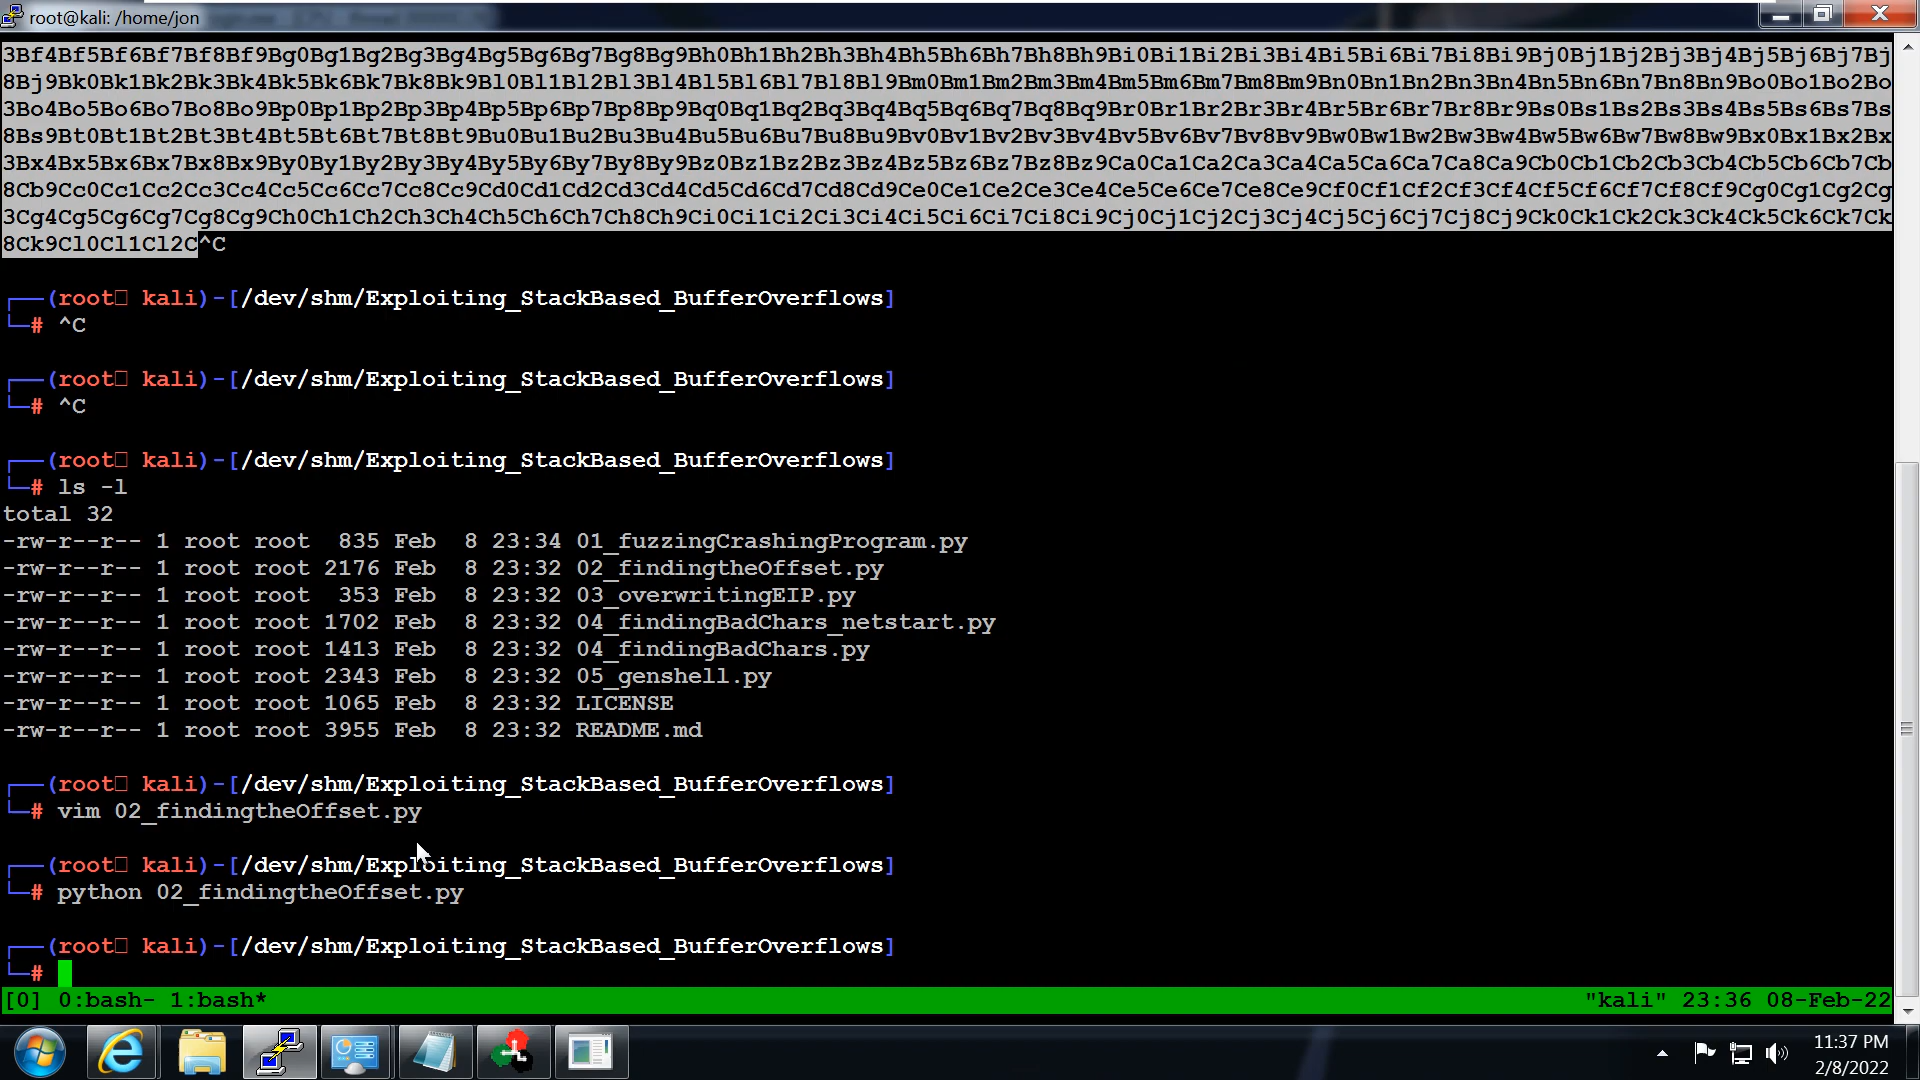 root@kali: /home/jon
3Bf4Bf5Bf6Bf7Bf8Bf9Bg0Bg1Bg2Bg3Bg4Bg5Bg6Bg7Bg8Bg9Bh0Bh1Bh2Bh3Bh4Bh5Bh6Bh7Bh8Bh9Bi0Bi1Bi2Bi3Bi4Bi5Bi6Bi7Bi8Bi9Bj0Bj1Bj2Bj3Bj4Bj5Bj6Bj7Bj
8Bj9Bk0Bk1Bk2Bk3Bk4Bk5Bk6Bk7Bk8Bk9Bl0Bl1Bl2Bl3Bl4Bl5Bl6Bl7Bl8Bl9Bm0Bm1Bm2Bm3Bm4Bm5Bm6Bm7Bm8Bm9Bn0Bn1Bn2Bn3Bn4Bn5Bn6Bn7Bn8Bn9Bo0Bo1Bo2Bo
3Bo4Bo5Bo6Bo7Bo8Bo9Bp0Bp1Bp2Bp3Bp4Bp5Bp6Bp7Bp8Bp9Bq0Bq1Bq2Bq3Bq4Bq5Bq6Bq7Bq8Bq9Br0Br1Br2Br3Br4Br5Br6Br7Br8Br9Bs0Bs1Bs2Bs3Bs4Bs5Bs6Bs7Bs
8Bs9Bt0Bt1Bt2Bt3Bt4Bt5Bt6Bt7Bt8Bt9Bu0Bu1Bu2Bu3Bu4Bu5Bu6Bu7Bu8Bu9Bv0Bv1Bv2Bv3Bv4Bv5Bv6Bv7Bv8Bv9Bw0Bw1Bw2Bw3Bw4Bw5Bw6Bw7Bw8Bw9Bx0Bx1Bx2Bx
3Bx4Bx5Bx6Bx7Bx8Bx9By0By1By2By3By4By5By6By7By8By9Bz0Bz1Bz2Bz3Bz4Bz5Bz6Bz7Bz8Bz9Ca0Ca1Ca2Ca3Ca4Ca5Ca6Ca7Ca8Ca9Cb0Cb1Cb2Cb3Cb4Cb5Cb6Cb7Cb
8Cb9Cc0Cc1Cc2Cc3Cc4Cc5Cc6Cc7Cc8Cc9Cd0Cd1Cd2Cd3Cd4Cd5Cd6Cd7Cd8Cd9Ce0Ce1Ce2Ce3Ce4Ce5Ce6Ce7Ce8Ce9Cf0Cf1Cf2Cf3Cf4Cf5Cf6Cf7Cf8Cf9Cg0Cg1Cg2Cg
3Cg4Cg5Cg6Cg7Cg8Cg9Ch0Ch1Ch2Ch3Ch4Ch5Ch6Ch7Ch8Ch9Ci0Ci1Ci2Ci3Ci4Ci5Ci6Ci7Ci8Ci9Cj0Cj1Cj2Cj3Cj4Cj5Cj6Cj7Cj8Cj9Ck0Ck1Ck2Ck3Ck4Ck5Ck6Ck7Ck
8Ck9Cl0Cl1Cl2C^C
┌──(root□ kali)-[/dev/shm/Exploiting_StackBased_BufferOverflows]
└─# ^C
┌──(root□ kali)-[/dev/shm/Exploiting_StackBased_BufferOverflows]
└─# ^C
┌──(root□ kali)-[/dev/shm/Exploiting_StackBased_BufferOverflows]
└─# ls -l
total 32
-rw-r--r-- 1 root root  835 Feb  8 23:34 01_fuzzingCrashingProgram.py
-rw-r--r-- 1 root root 2176 Feb  8 23:32 02_findingtheOffset.py
-rw-r--r-- 1 root root  353 Feb  8 23:32 03_overwritingEIP.py
-rw-r--r-- 1 root root 1702 Feb  8 23:32 04_findingBadChars_netstart.py
-rw-r--r-- 1 root root 1413 Feb  8 23:32 04_findingBadChars.py
-rw-r--r-- 1 root root 2343 Feb  8 23:32 05_genshell.py
-rw-r--r-- 1 root root 1065 Feb  8 23:32 LICENSE
-rw-r--r-- 1 root root 3955 Feb  8 23:32 README.md
┌──(root□ kali)-[/dev/shm/Exploiting_StackBased_BufferOverflows]
└─# vim 02_findingtheOffset.py
┌──(root□ kali)-[/dev/shm/Exploiting_StackBased_BufferOverflows]
└─# python 02_findingtheOffset.py
┌──(root□ kali)-[/dev/shm/Exploiting_StackBased_BufferOverflows]
└─#
[0] 0:bash- 1:bash* "kali" 23:36 08-Feb-22
11:37 PM
2/8/2022